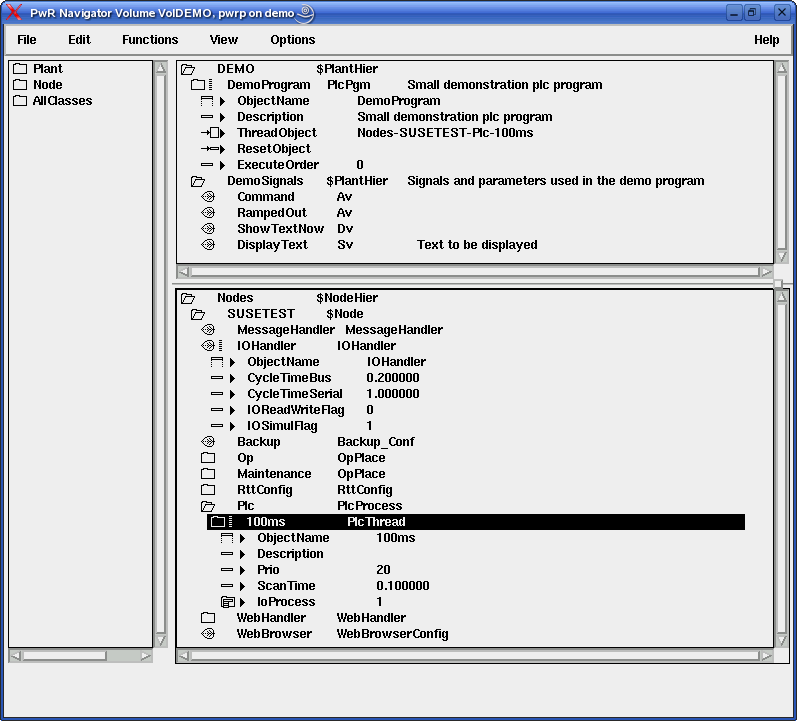 PwR Navigator Volume VolDEMO, pwrp on demo
File Edit Functions View Options Help
Plant
Node
AllClasses
DEMO $PlantHier
DemoProgram PlcPgm Small demonstration plc program
ObjectName DemoProgram
Description Small demonstration plc program
ThreadObject Nodes-SUSETEST-Plc-100ms
ResetObject
ExecuteOrder 0
DemoSignals $PlantHier Signals and parameters used in the demo program
Command Av
RampedOut Av
ShowTextNow Dv
DisplayText Sv Text to be displayed
Nodes $NodeHier
SUSETEST $Node
MessageHandler MessageHandler
IOHandler IOHandler
ObjectName IOHandler
CycleTimeBus 0.200000
CycleTimeSerial 1.000000
IOReadWriteFlag 0
IOSimulFlag 1
Backup Backup_Conf
Op OpPlace
Maintenance OpPlace
RttConfig RttConfig
Plc PlcProcess
100ms PlcThread
ObjectName 100ms
Description
Prio 20
ScanTime 0.100000
IoProcess 1
WebHandler WebHandler
WebBrowser WebBrowserConfig